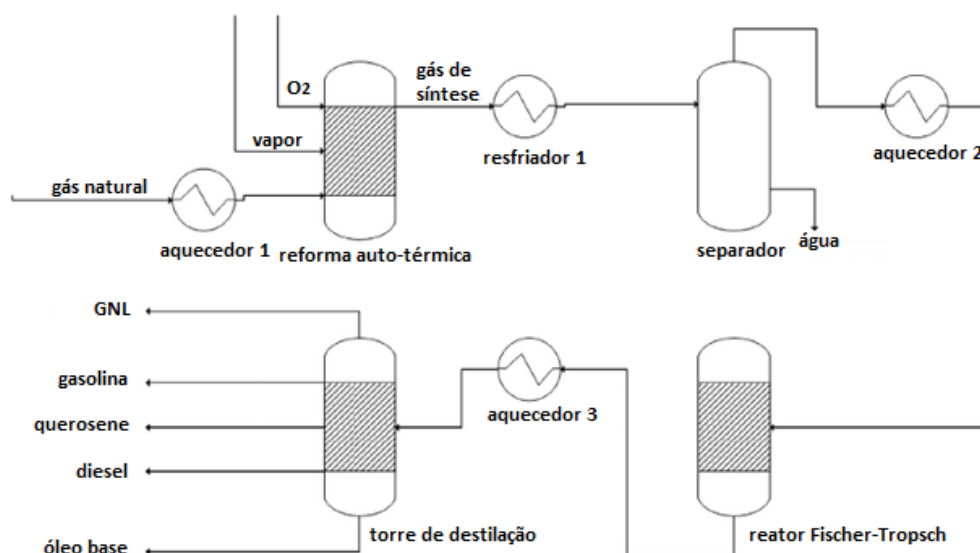 O2
gás de
síntese
vapor
resfriador 1
aquecedor 2
gás natural
aquecedor 1
reforma auto-térmica
separador
água
GNL
gasolina
aquecedor 3
querosene
diesel
torre de destilação
reator Fischer-Tropsch
óleo base